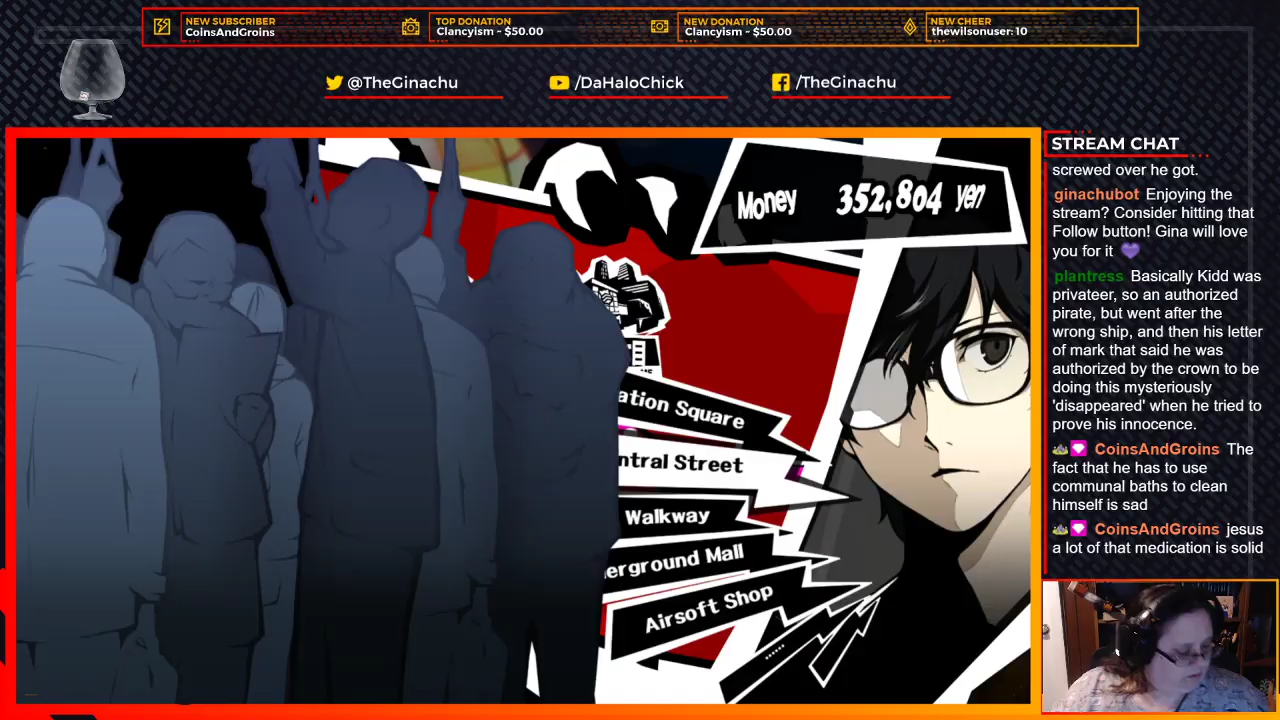 NEW SUBSCRIBER
CoinsAndGroins
TOP DONATION
Clancyism ~ $50.00
NEW DONATION
Clancyism ~ $50.00
NEW CHEER
thewilsonuser: 10
@TheGinachu
/DaHaloChick
/TheGinachu
Money 352,804 yen
ation Square
ntral Street
Walkway
erground Mall
Airsoft Shop
STREAM CHAT
screwed over he got.
ginachubot Enjoying the
stream? Consider hitting that
Follow button! Gina will love
you for it 💜
plantress Basically Kidd was
privateer, so an authorized
pirate, but went after the
wrong ship, and then his letter
of mark that said he was
authorized by the crown to be
doing this mysteriously
'disappeared' when he tried to
prove his innocence.
CoinsAndGroins The
fact that he has to use
communal baths to clean
himself is sad
CoinsAndGroins jesus
a lot of that medication is solid